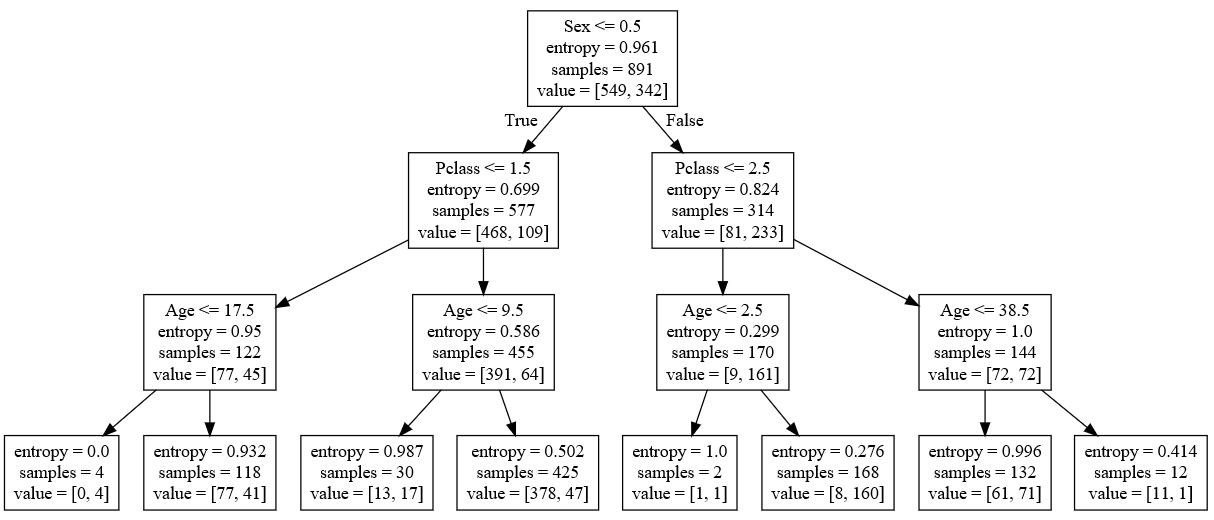 Sex <= 0.5
entropy = 0.961
samples = 891
value = [549, 342]
True
False
Pclass <= 1.5
entropy = 0.699
samples = 577
value = [468, 109]
Pclass <= 2.5
entropy = 0.824
samples = 314
value = [81, 233]
Age <= 17.5
entropy = 0.95
samples = 122
value = [77, 45]
Age <= 9.5
entropy = 0.586
samples = 455
value = [391, 64]
Age <= 2.5
entropy = 0.299
samples = 170
value = [9, 161]
Age <= 38.5
entropy = 1.0
samples = 144
value = [72, 72]
entropy = 0.0
samples = 4
value = [0, 4]
entropy = 0.932
samples = 118
value = [77, 41]
entropy = 0.987
samples = 30
value = [13, 17]
entropy = 0.502
samples = 425
value = [378, 47]
entropy = 1.0
samples = 2
value = [1, 1]
entropy = 0.276
samples = 168
value = [8, 160]
entropy = 0.996
samples = 132
value = [61, 71]
entropy = 0.414
samples = 12
value = [11, 1]